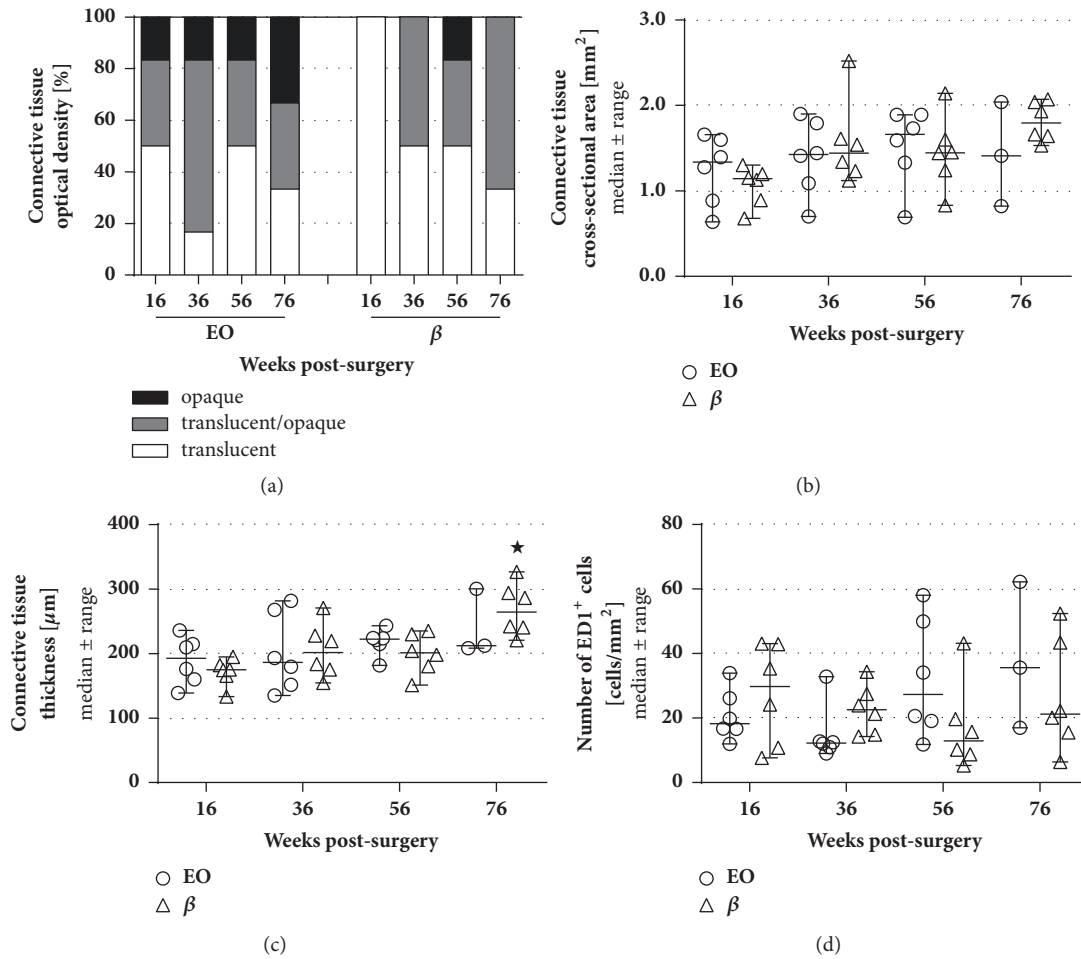 Connective tissue
optical density [%]
100
80
60
40
20
0
16 36 56 76 16 36 56 76
EO β
Weeks post-surgery
opaque
translucent/opaque
translucent
(a)
Connective tissue
cross-sectional area [mm²]
median ± range
3.0
2.0
1.0
0.0
16 36 56 76
Weeks post-surgery
EO
β
(b)
Connective tissue
thickness [μm]
median ± range
400
300
200
100
0
16 36 56 76
Weeks post-surgery
EO
β
(c)
Number of ED1⁺ cells
[cells/mm²]
median ± range
80
60
40
20
0
16 36 56 76
Weeks post-surgery
EO
β
(d)